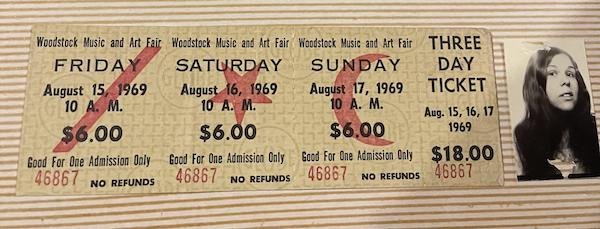 Woodstock Music and Art Fair
FRIDAY
August 15, 1969
10 A. M.
$6.00
Good For One Admission Only
46867 NO REFUNDS
Woodstock Music and Art Fair
SATURDAY
August 16, 1969
10 A. M.
$6.00
Good For One Admission Only
46867 NO REFUNDS
Woodstock Music and Art Fair
SUNDAY
August 17, 1969
10 A. M.
$6.00
Good For One Admission Only
46867 NO REFUNDS
THREE
DAY
TICKET
Aug. 15, 16, 17
1969
$18.00
46867